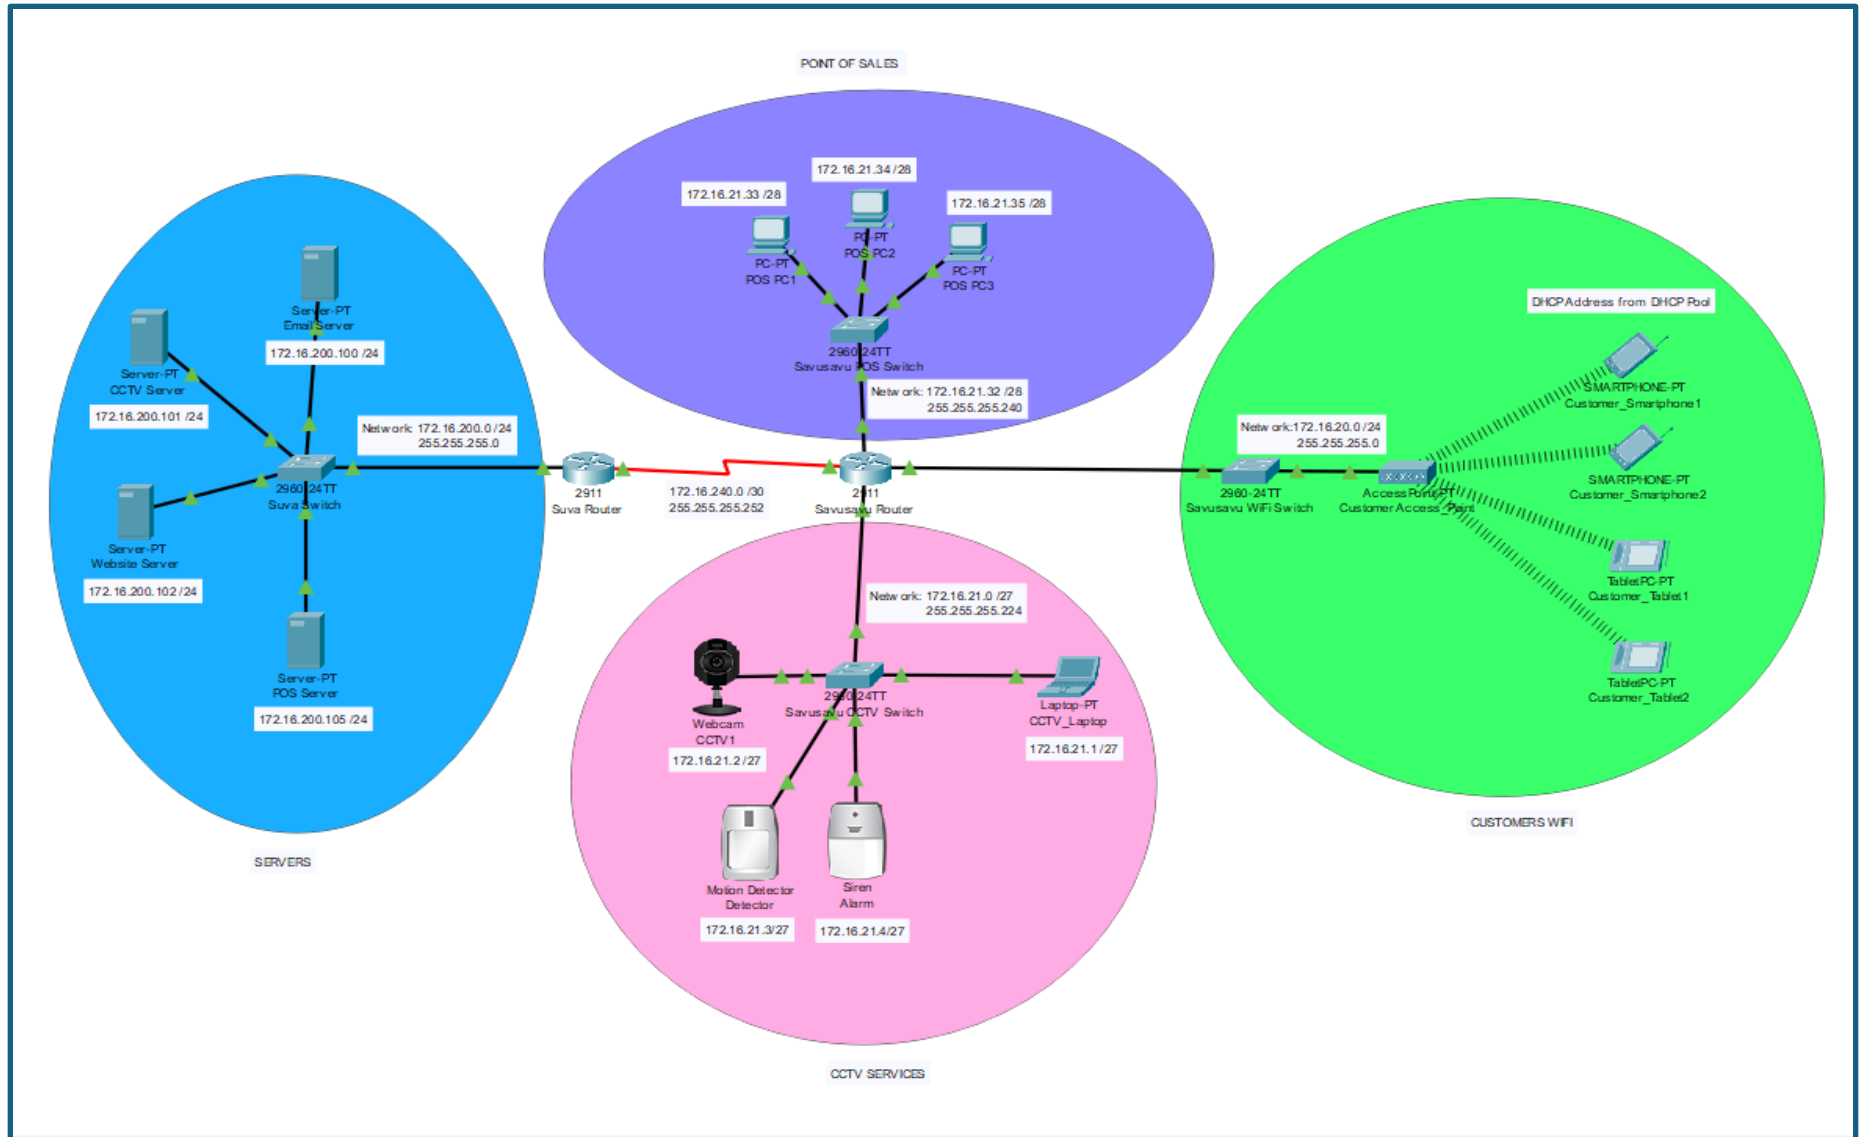 POINT OF SALES
172.16.21.34 /28
172.16.21.33 /28
172.16.21.35 /28
PC-PT
POS PC2
PC-PT
POS PC1
PC-PT
POS PC3
2960-24TT
Savusavu POS Switch
Network: 172.16.21.32 /28
255.255.255.240
Server-PT
Email Server
172.16.200.100 /24
Server-PT
CCTV Server
172.16.200.101 /24
Network: 172.16.200.0 /24
255.255.255.0
2960-24TT
Suva Switch
Server-PT
Website Server
172.16.200.102 /24
Server-PT
POS Server
172.16.200.105 /24
SERVERS
2911
Suva Router
172.16.240.0 /30
255.255.255.252
2911
Savusavu Router
Network:172.16.20.0 /24
255.255.255.0
2960-24TT
Savusavu WiFi Switch
AccessPoint-PT
Customer Access_Point
DHCP Address from DHCP Pool
SMARTPHONE-PT
Customer_Smartphone1
SMARTPHONE-PT
Customer_Smartphone2
TabletPC-PT
Customer_Tablet1
TabletPC-PT
Customer_Tablet2
CUSTOMERS WIFI
Network: 172.16.21.0 /27
255.255.255.224
2960-24TT
Savusavu CCTV Switch
Webcam
CCTV1
172.16.21.2 /27
Laptop-PT
CCTV_Laptop
172.16.21.1 /27
Motion Detector
Detector
172.16.21.3/27
Siren
Alarm
172.16.21.4/27
CCTV SERVICES